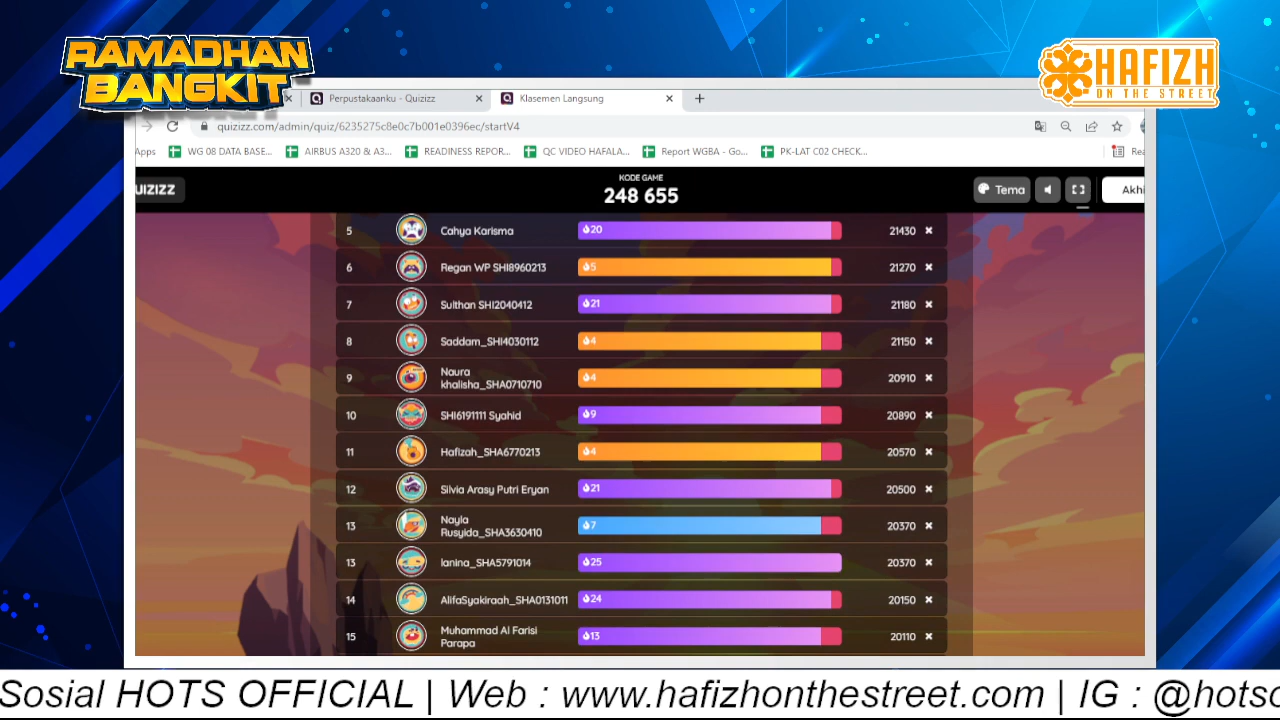 RAMADHAN
BANGKIT
HAFIZH
ON THE STREET
Perpustakaanku - Quizizz
Klasemen Langsung
quizizz.com/admin/quiz/6235275c8e0c7b001e0396ec/startV4
Apps
WG 08 DATA BASE...
AIRBUS A320 & A3...
READINESS REPOR...
QC VIDEO HAFALA...
Report WGBA - Go...
PK-LAT C02 CHECK...
Rea
UIZIZZ
KODE GAME
248 655
Tema
Akhi
5 Cahya Karisma 20 21430
6 Regan WP SHI8960213 5 21270
7 Sulthan SHI2040412 21 21180
8 Saddam_SHI4030112 4 21150
9 Naura
khalisha_SHA0710710 4 20910
10 SHI6191111 Syahid 9 20890
11 Hafizah_SHA6770213 4 20570
12 Silvia Arasy Putri Eryan 21 20500
13 Nayla
Rusyida_SHA3630410 7 20370
13 Ianina_SHA5791014 25 20370
14 AlifaSyakiraah_SHA0131011 24 20150
15 Muhammad Al Farisi
Parapa 13 20110
Sosial HOTS OFFICIAL | Web : www.hafizhonthestreet.com | IG : @hotsc